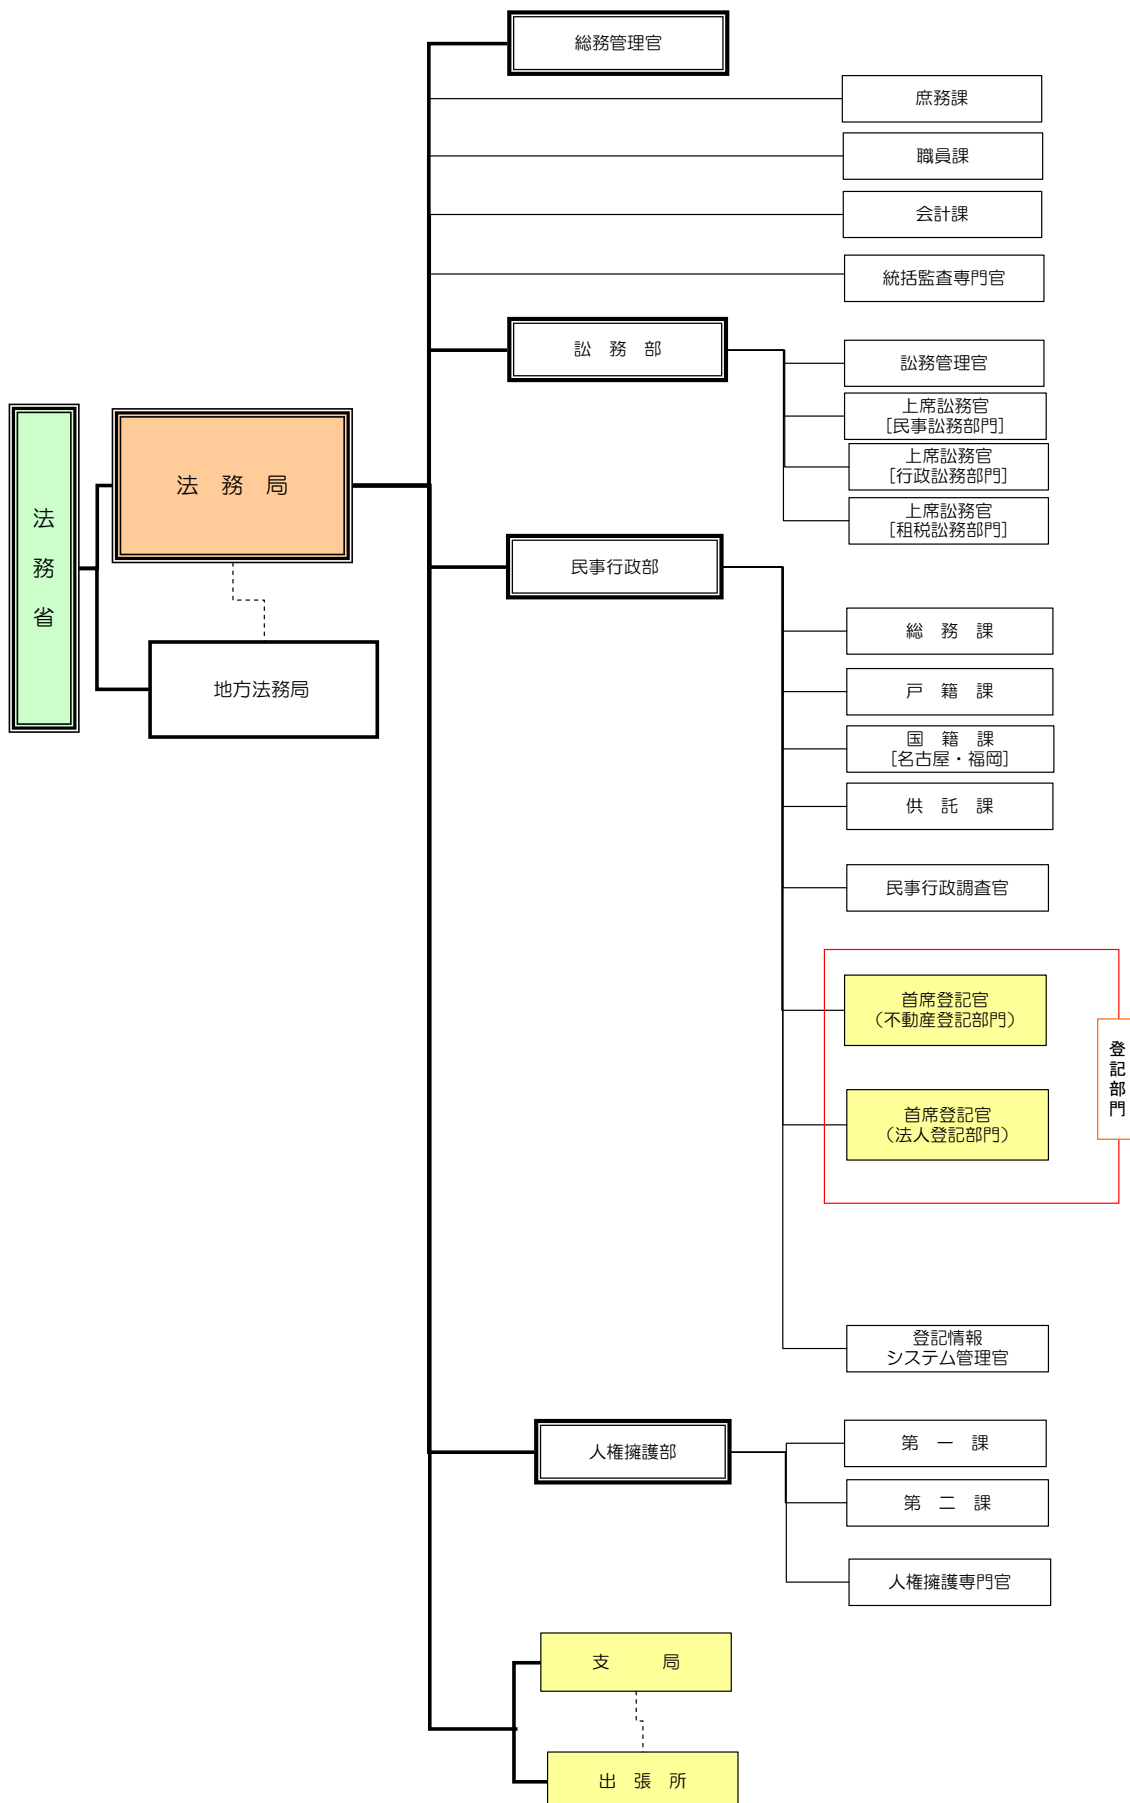 総務管理官
庶務課
職員課
会計課
統括監査専門官
訟　務　部
訟務管理官
上席訟務官
[民事訟務部門]
上席訟務官
[行政訟務部門]
上席訟務官
[租税訟務部門]
法務省
法　務　局
地方法務局
民事行政部
総　務　課
戸　籍　課
国　籍　課
[名古屋・福岡]
供　託　課
民事行政調査官
首席登記官
（不動産登記部門）
首席登記官
（法人登記部門）
登記部門
登記情報
システム管理官
人権擁護部
第　一　課
第　二　課
人権擁護専門官
支　　　局
出　張　所